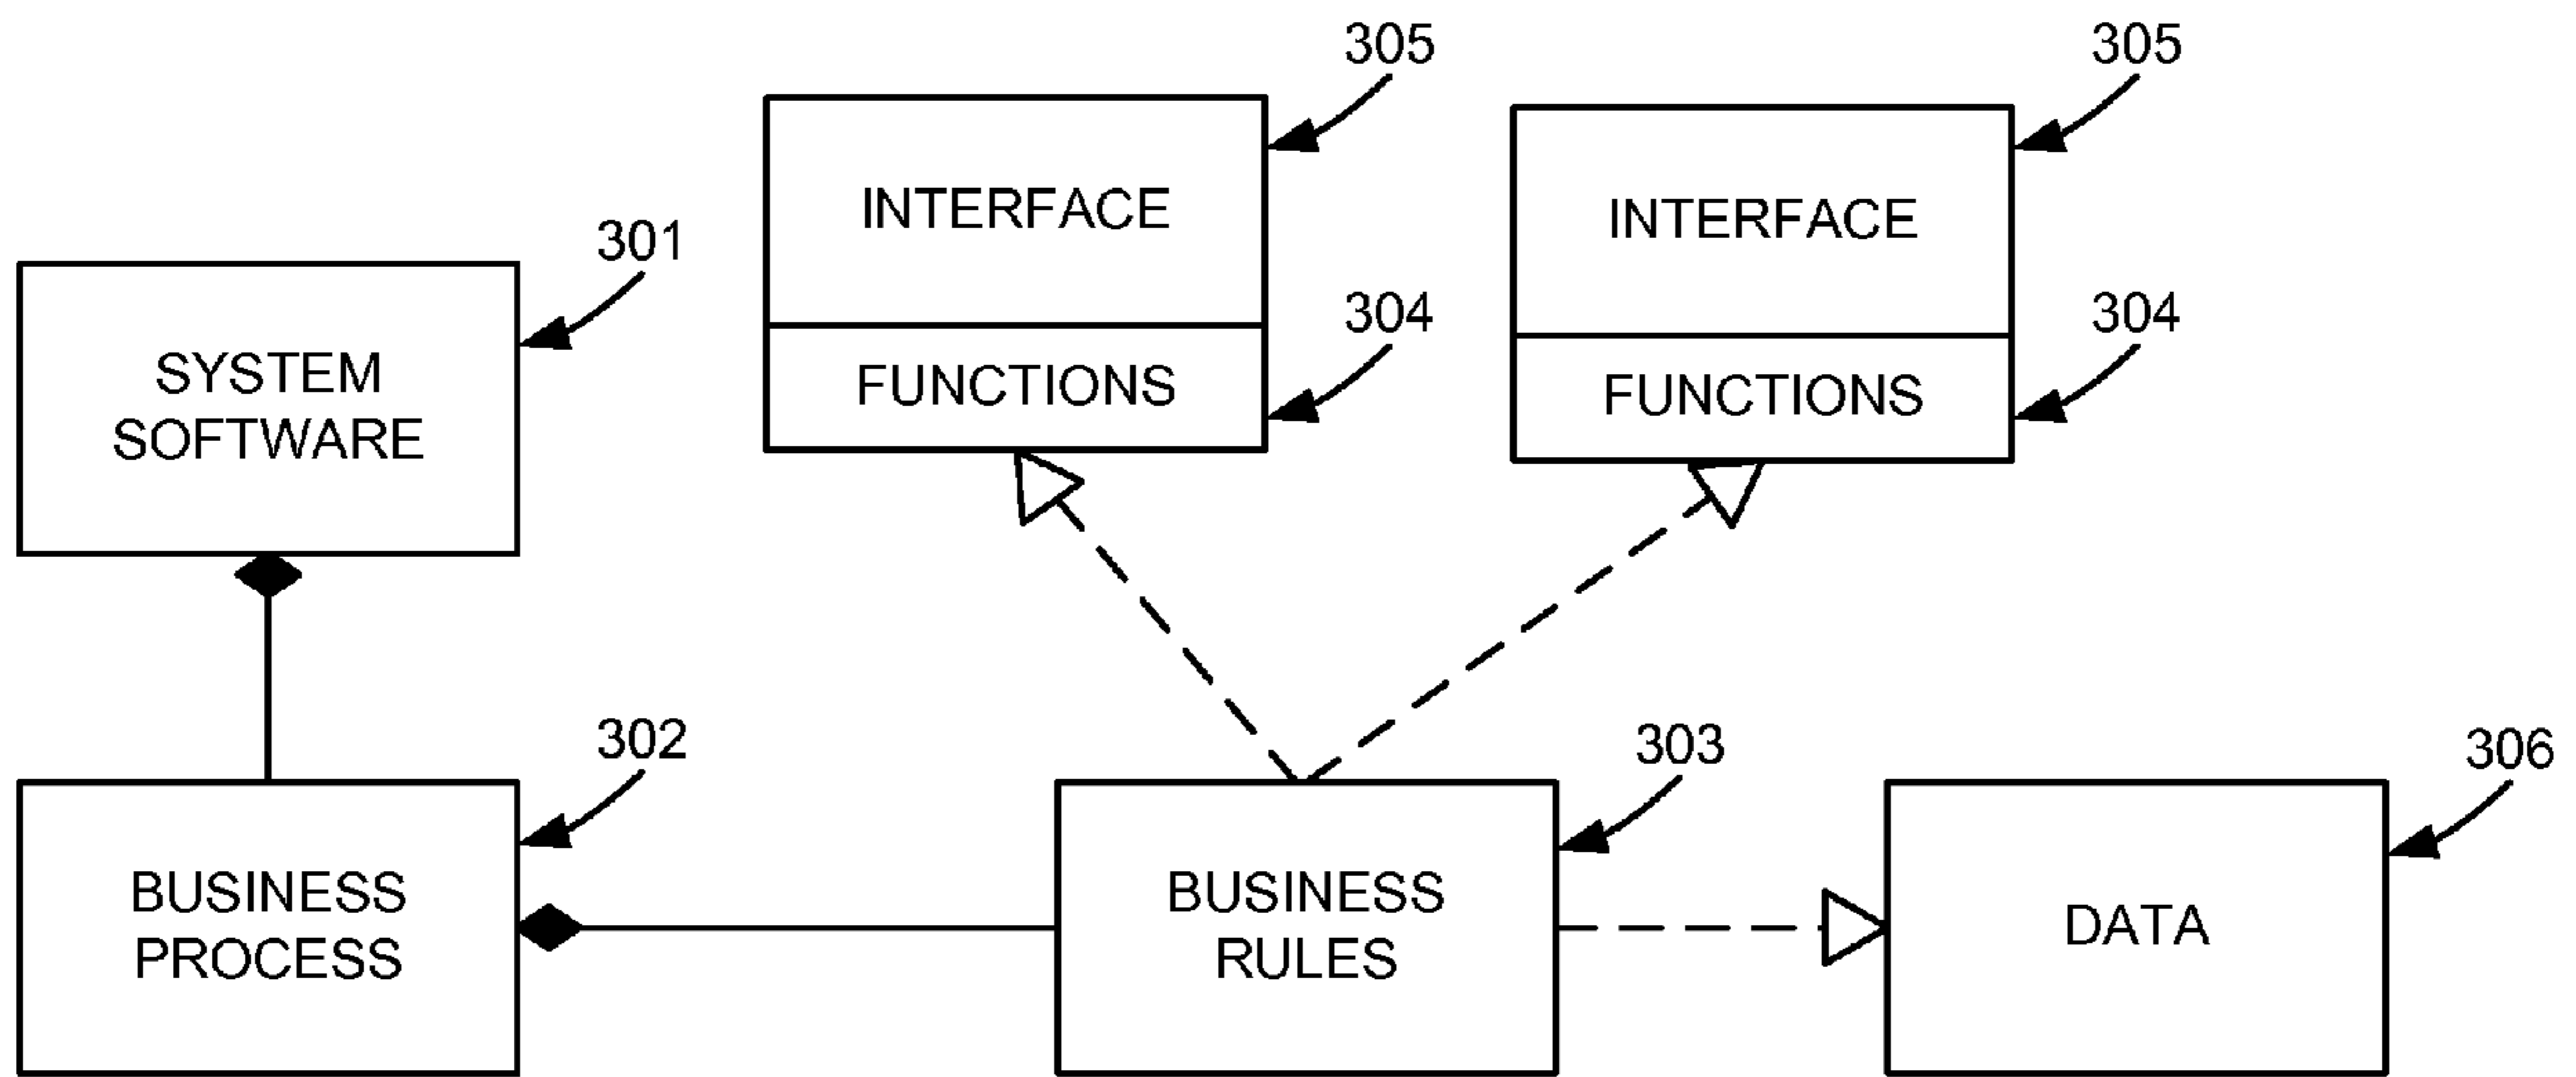 305
305
INTERFACE
INTERFACE
301
304
304
SYSTEM
SOFTWARE
FUNCTIONS
FUNCTIONS
302
303
306
BUSINESS
PROCESS
BUSINESS
RULES
DATA